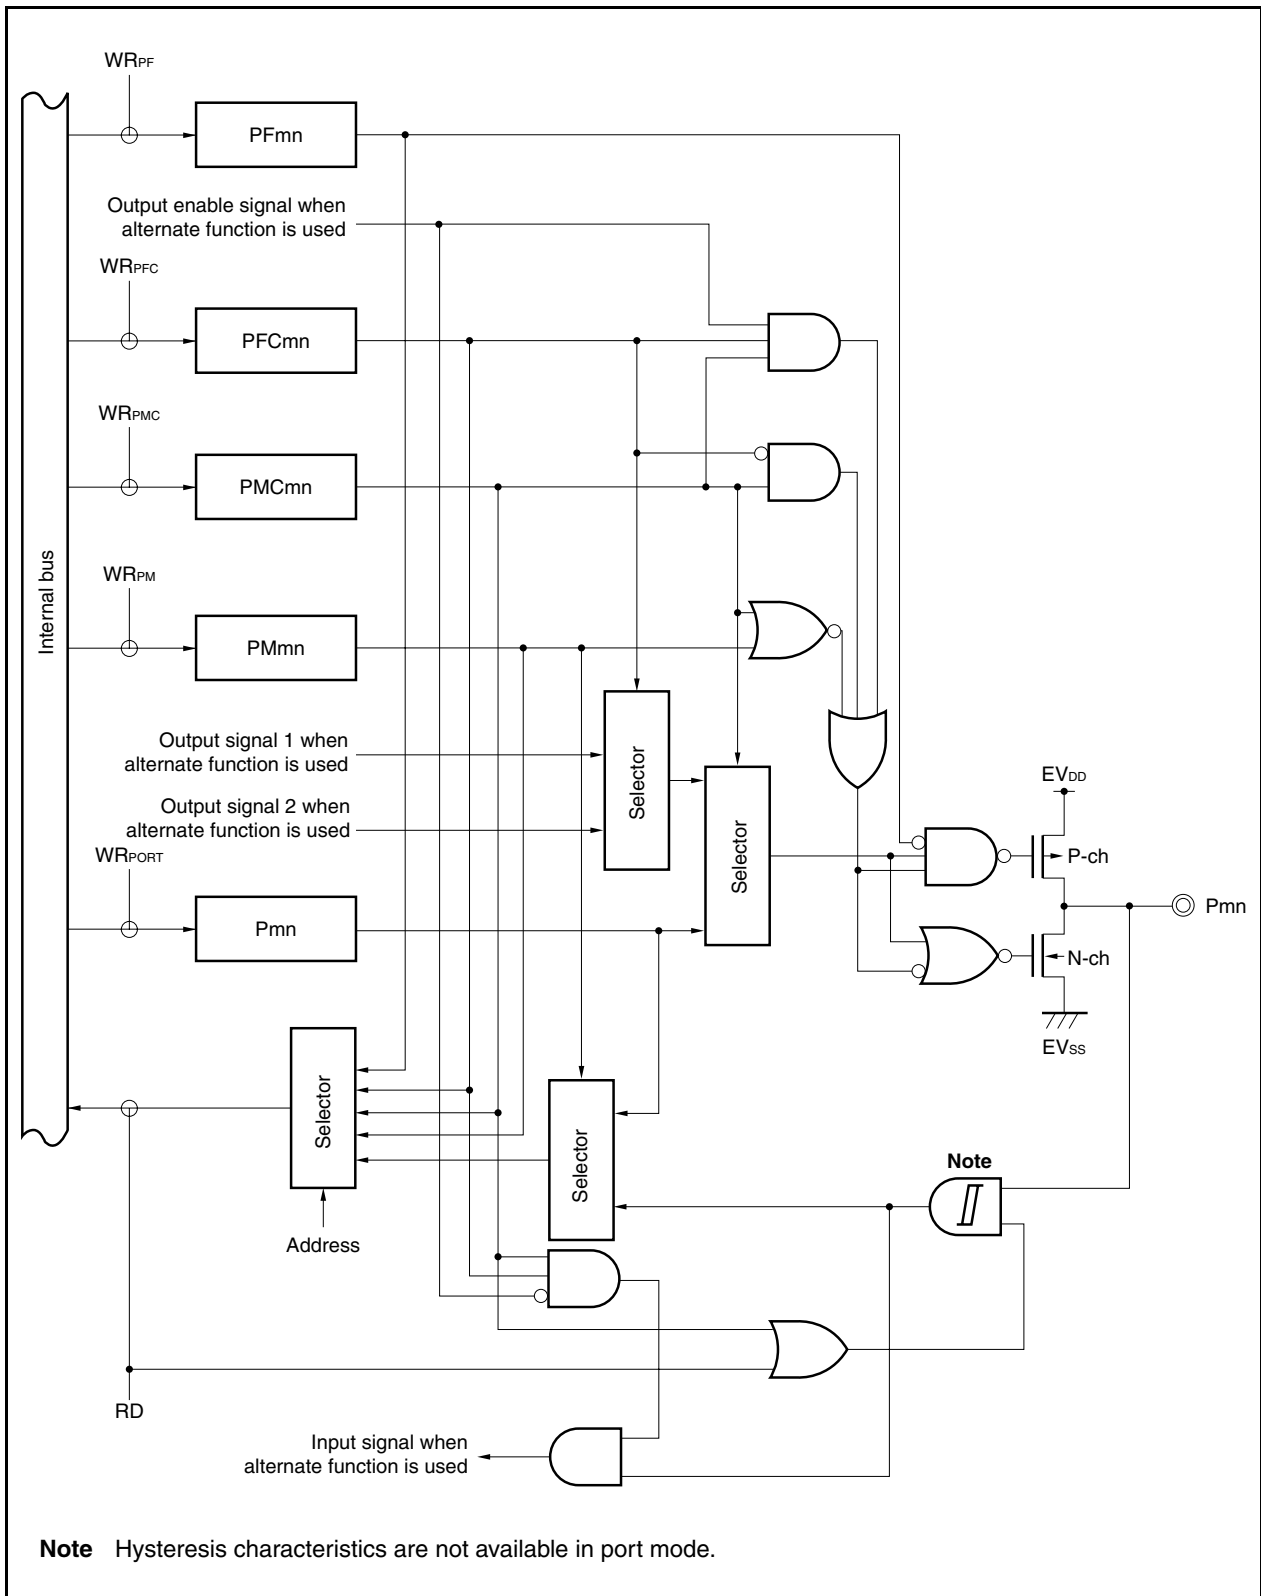 WRPF
PFmn
Output enable signal when
alternate function is used
WRPFC
PFCmn
WRPMC
PMCmn
Internal bus
WRPM
PMmn
Output signal 1 when
alternate function is used
Selector
Output signal 2 when
alternate function is used
Selector
EVDD
P-ch
WRPORT
Pmn
Pmn
N-ch
EVSS
Selector
Selector
Note
Address
RD
Input signal when
alternate function is used
Note Hysteresis characteristics are not available in port mode.